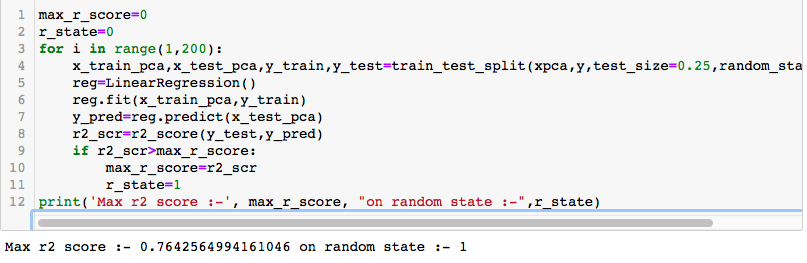 1 max_r_score=0
2 r_state=0
3 for i in range(1,200):
4 x_train_pca,x_test_pca,y_train,y_test=train_test_split(xpca,y,test_size=0.25,random_sta
5 reg=LinearRegression()
6 reg.fit(x_train_pca,y_train)
7 y_pred=reg.predict(x_test_pca)
8 r2_scr=r2_score(y_test,y_pred)
9 if r2_scr>max_r_score:
10 max_r_score=r2_scr
11 r_state=1
12 print('Max r2 score :-', max_r_score, "on random state :-",r_state)
Max r2 score :- 0.7642564994161046 on random state :- 1